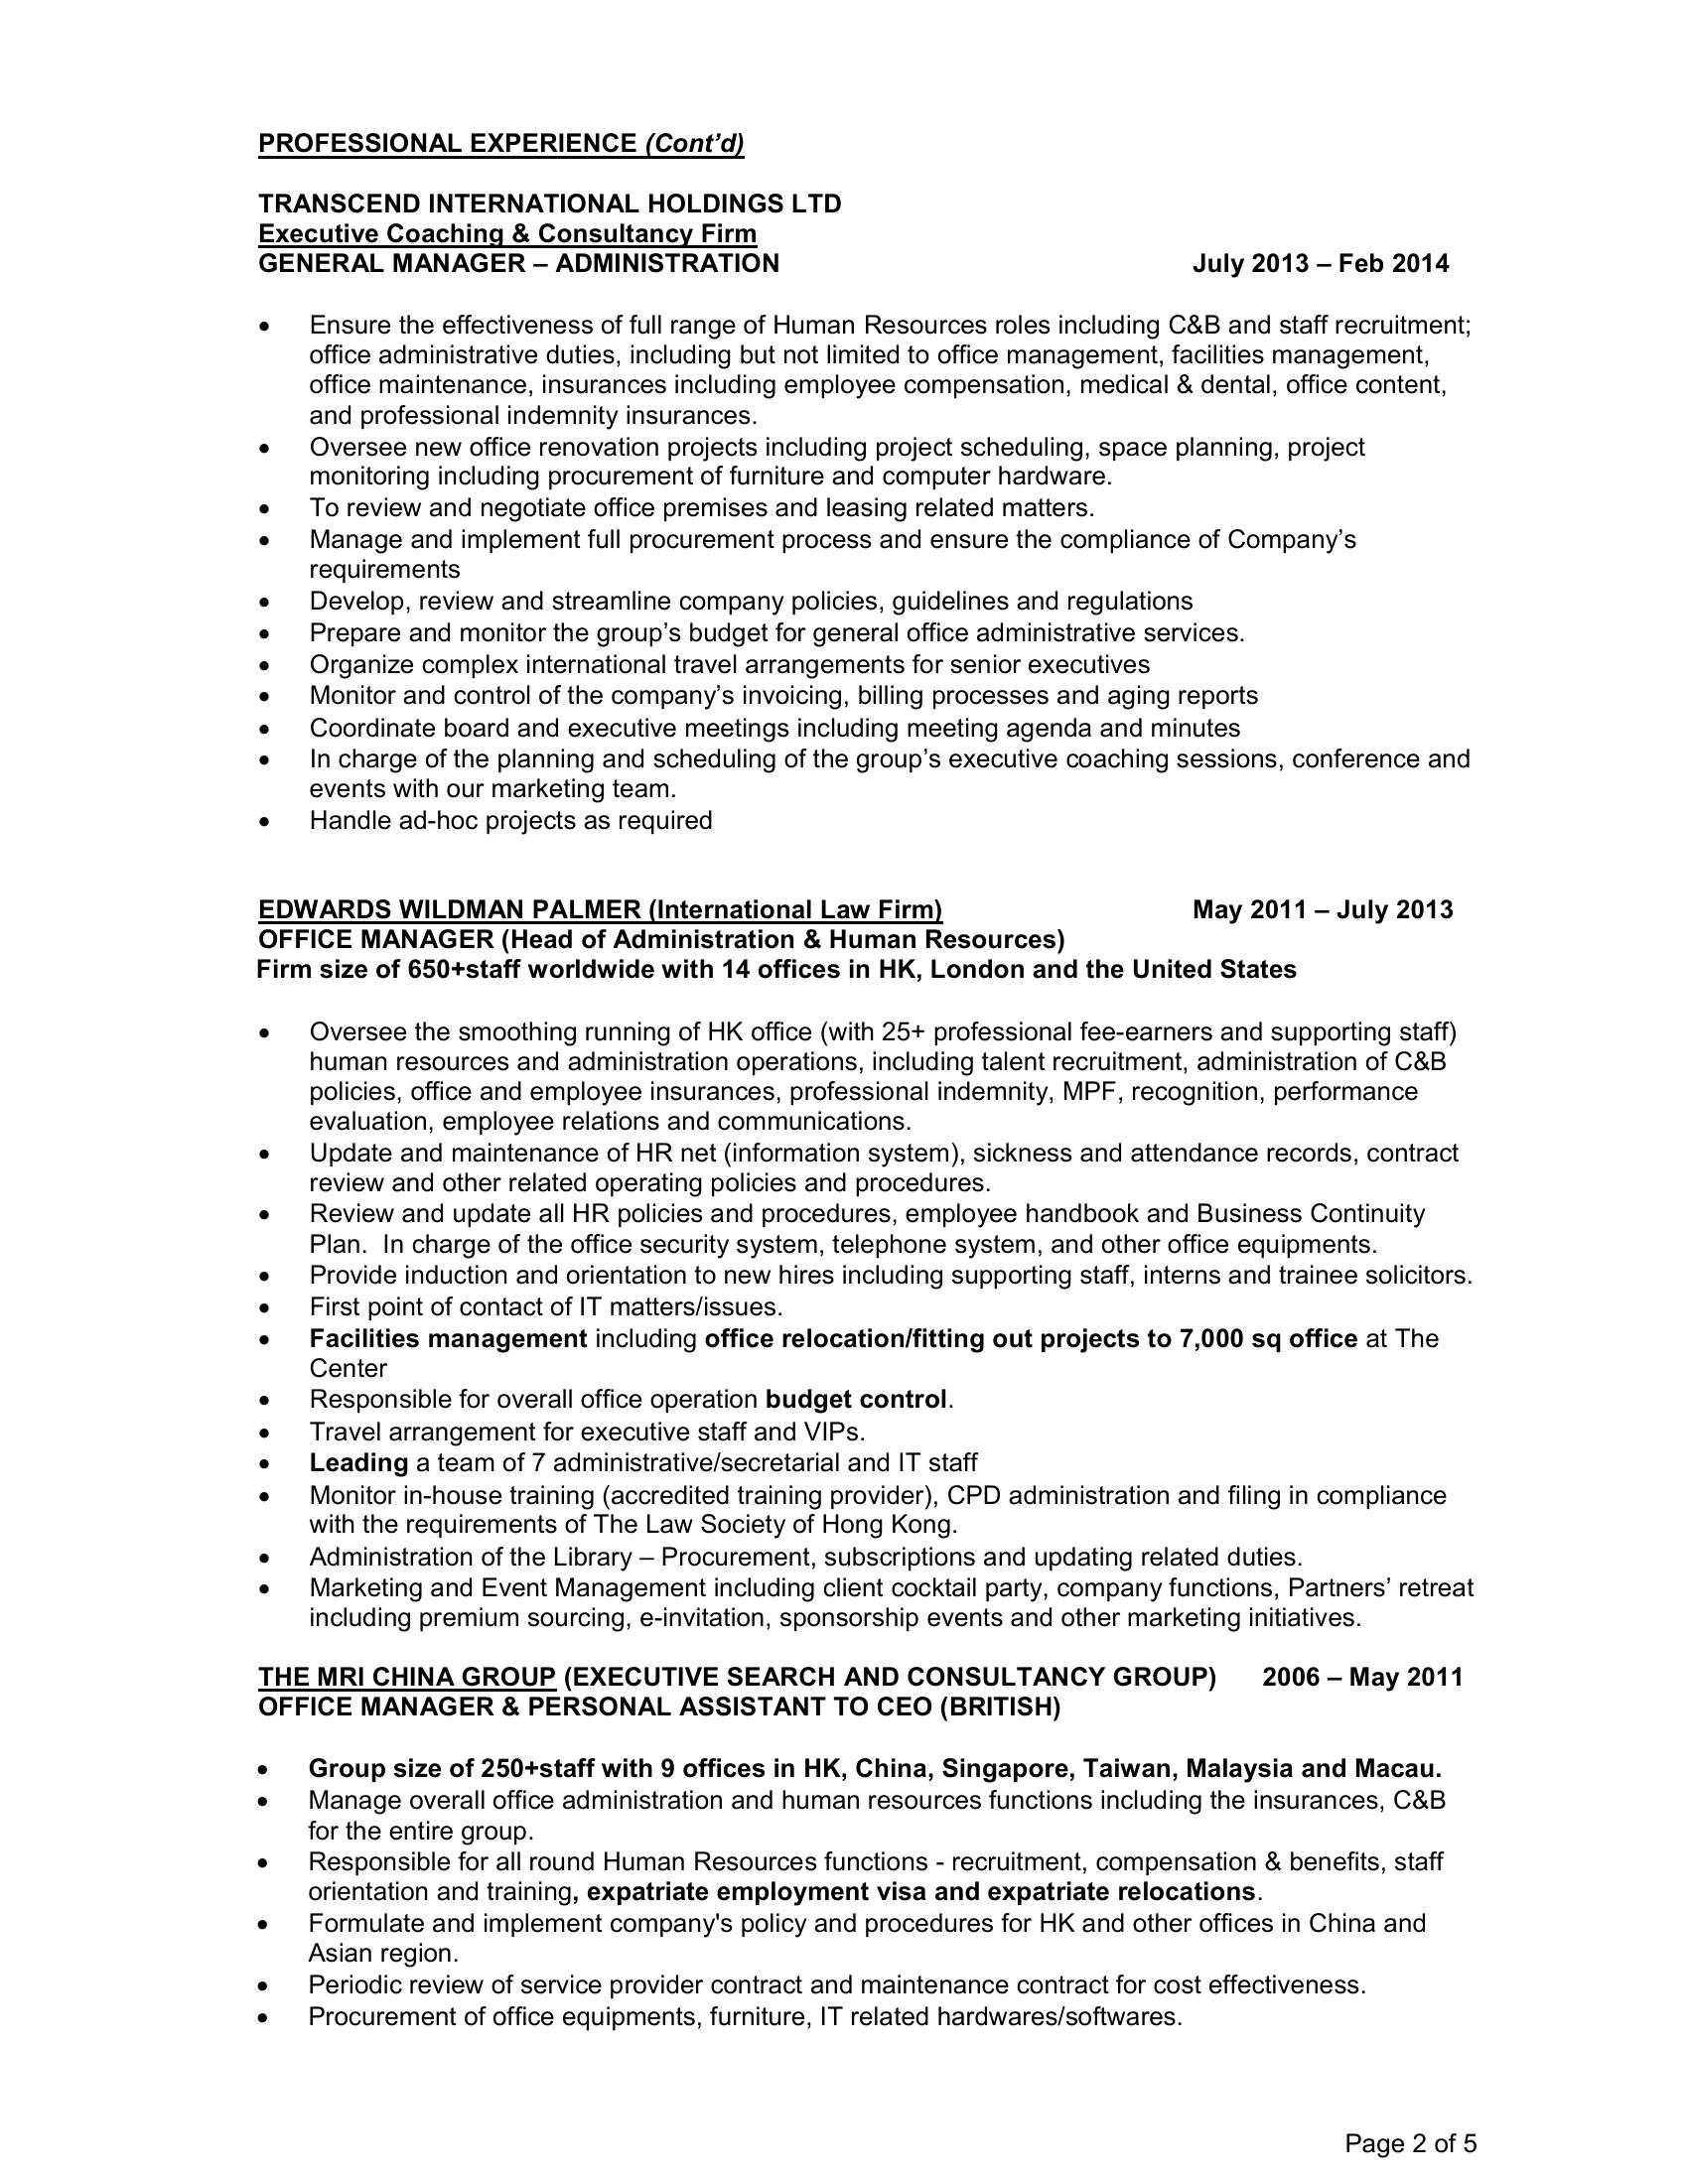 PROFESSIONAL EXPERIENCE (Cont’d)
TRANSCEND INTERNATIONAL HOLDINGS LTD
Executive Coaching & Consultancy Firm
GENERAL MANAGER – ADMINISTRATION July 2013 – Feb 2014
• Ensure the effectiveness of full range of Human Resources roles including C&B and staff recruitment;
office administrative duties, including but not limited to office management, facilities management,
office maintenance, insurances including employee compensation, medical & dental, office content,
and professional indemnity insurances.
• Oversee new office renovation projects including project scheduling, space planning, project
monitoring including procurement of furniture and computer hardware.
• To review and negotiate office premises and leasing related matters.
• Manage and implement full procurement process and ensure the compliance of Company’s
requirements
• Develop, review and streamline company policies, guidelines and regulations
• Prepare and monitor the group’s budget for general office administrative services.
• Organize complex international travel arrangements for senior executives
• Monitor and control of the company’s invoicing, billing processes and aging reports
• Coordinate board and executive meetings including meeting agenda and minutes
• In charge of the planning and scheduling of the group’s executive coaching sessions, conference and
events with our marketing team.
• Handle ad-hoc projects as required
EDWARDS WILDMAN PALMER (International Law Firm) May 2011 – July 2013
OFFICE MANAGER (Head of Administration & Human Resources)
Firm size of 650+staff worldwide with 14 offices in HK, London and the United States
• Oversee the smoothing running of HK office (with 25+ professional fee-earners and supporting staff)
human resources and administration operations, including talent recruitment, administration of C&B
policies, office and employee insurances, professional indemnity, MPF, recognition, performance
evaluation, employee relations and communications.
• Update and maintenance of HR net (information system), sickness and attendance records, contract
review and other related operating policies and procedures.
• Review and update all HR policies and procedures, employee handbook and Business Continuity
Plan.  In charge of the office security system, telephone system, and other office equipments.
• Provide induction and orientation to new hires including supporting staff, interns and trainee solicitors.
• First point of contact of IT matters/issues.
• Facilities management including office relocation/fitting out projects to 7,000 sq office at The
Center
• Responsible for overall office operation budget control.
• Travel arrangement for executive staff and VIPs.
• Leading a team of 7 administrative/secretarial and IT staff
• Monitor in-house training (accredited training provider), CPD administration and filing in compliance
with the requirements of The Law Society of Hong Kong.
• Administration of the Library – Procurement, subscriptions and updating related duties.
• Marketing and Event Management including client cocktail party, company functions, Partners’ retreat
including premium sourcing, e-invitation, sponsorship events and other marketing initiatives.
THE MRI CHINA GROUP (EXECUTIVE SEARCH AND CONSULTANCY GROUP) 2006 – May 2011
OFFICE MANAGER & PERSONAL ASSISTANT TO CEO (BRITISH)
• Group size of 250+staff with 9 offices in HK, China, Singapore, Taiwan, Malaysia and Macau.
• Manage overall office administration and human resources functions including the insurances, C&B
for the entire group.
• Responsible for all round Human Resources functions - recruitment, compensation & benefits, staff
orientation and training, expatriate employment visa and expatriate relocations.
• Formulate and implement company's policy and procedures for HK and other offices in China and
Asian region.
• Periodic review of service provider contract and maintenance contract for cost effectiveness.
• Procurement of office equipments, furniture, IT related hardwares/softwares.
Page 2 of 5